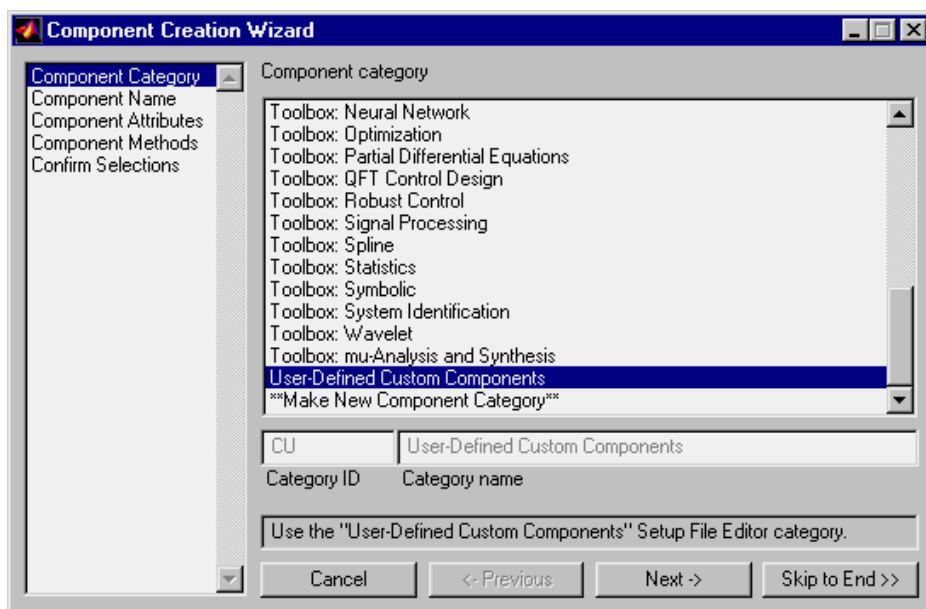 Component Creation Wizard
Component Category
Component Name
Component Attributes
Component Methods
Confirm Selections
Component category
Toolbox: Neural Network
Toolbox: Optimization
Toolbox: Partial Differential Equations
Toolbox: QFT Control Design
Toolbox: Robust Control
Toolbox: Signal Processing
Toolbox: Spline
Toolbox: Statistics
Toolbox: Symbolic
Toolbox: System Identification
Toolbox: Wavelet
Toolbox: mu-Analysis and Synthesis
User-Defined Custom Components
**Make New Component Category**
CU User-Defined Custom Components
Category ID Category name
Use the "User-Defined Custom Components" Setup File Editor category.
Cancel <- Previous Next -> Skip to End >>